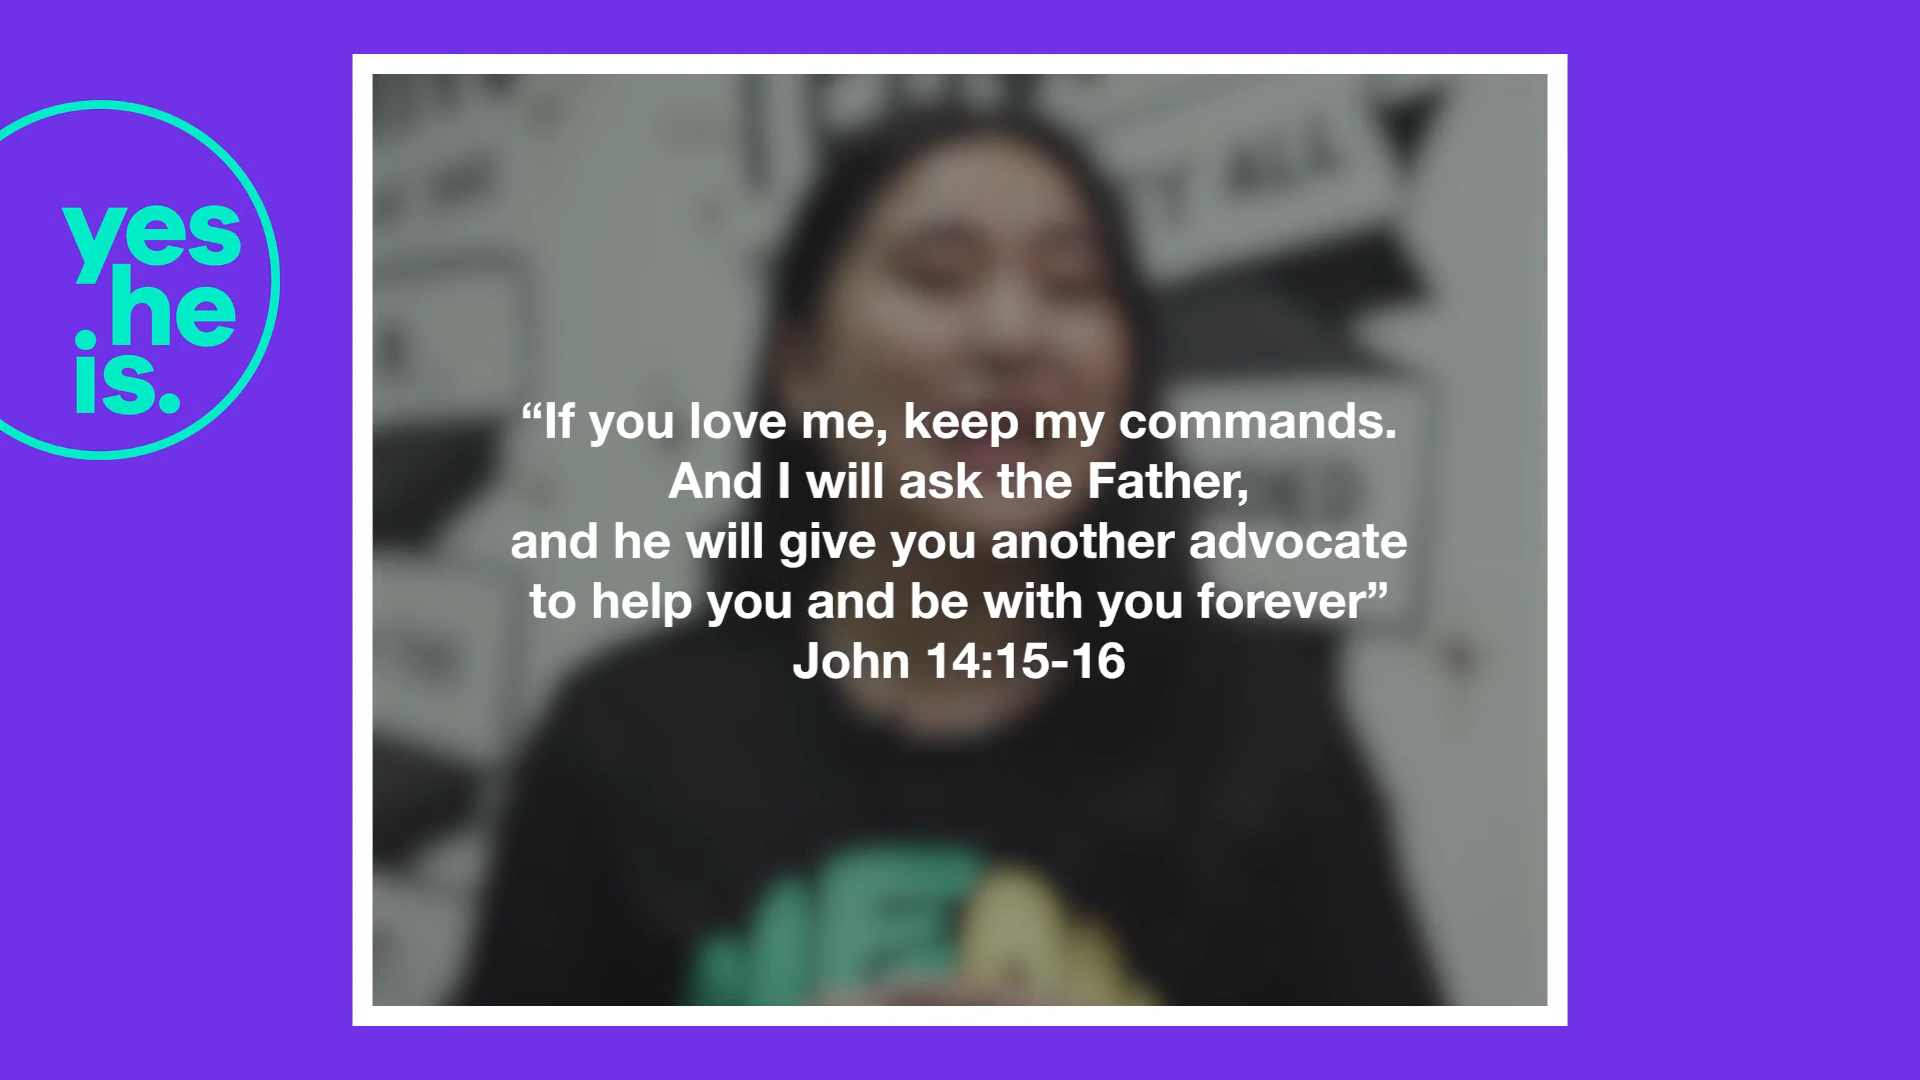 yes
he
is.
“If you love me, keep my commands.
And I will ask the Father,
and he will give you another advocate
to help you and be with you forever”
John 14:15-16
ALL